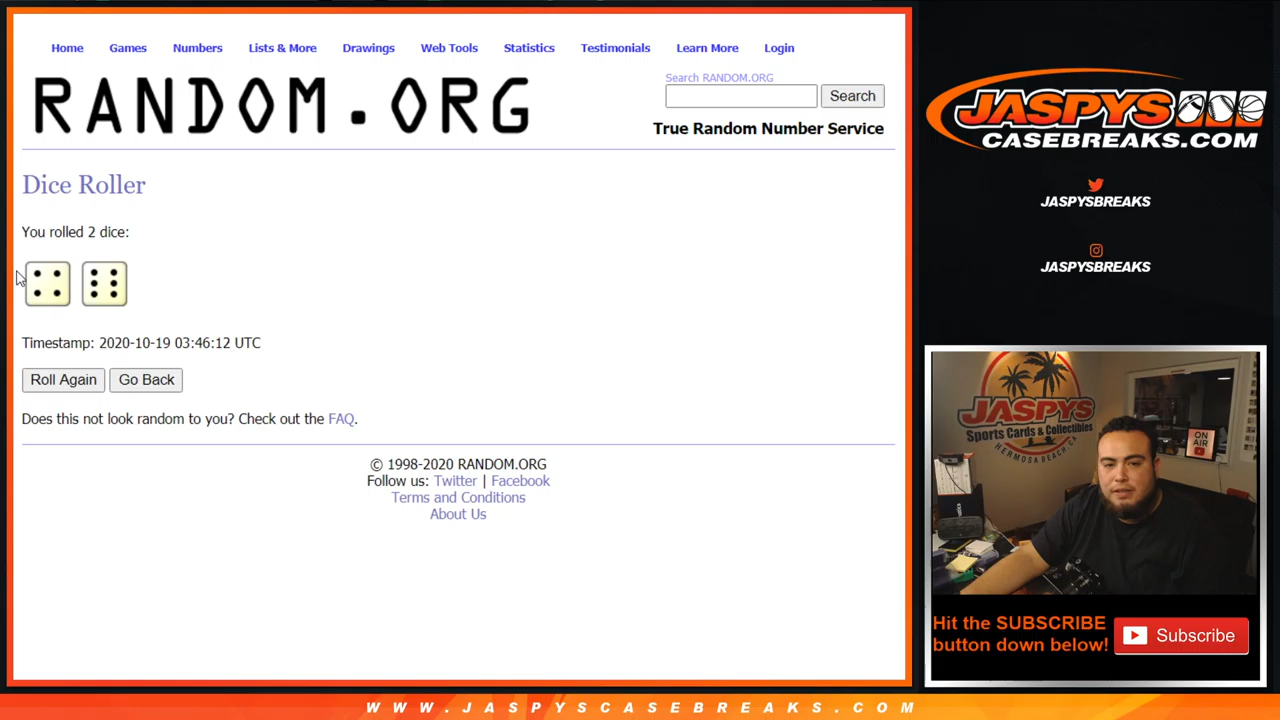 Home Games Numbers Lists & More Drawings Web Tools Statistics Testimonials Learn More Login
RANDOM.ORG
Search RANDOM.ORG
Search
True Random Number Service
Dice Roller
You rolled 2 dice:
Timestamp: 2020-10-19 03:46:12 UTC
Roll Again Go Back
Does this not look random to you? Check out the FAQ.
© 1998-2020 RANDOM.ORG
Follow us: Twitter | Facebook
Terms and Conditions
About Us
JASPYS
CASEBREAKS.COM
JASPYSBREAKS
JASPYSBREAKS
JASPYS
Sports Cards & Collectibles
HERMOSA BEACH, CA
ON
AIR
Hit the SUBSCRIBE
button down below!
Subscribe
WWW.JASPYSCASEBREAKS.COM